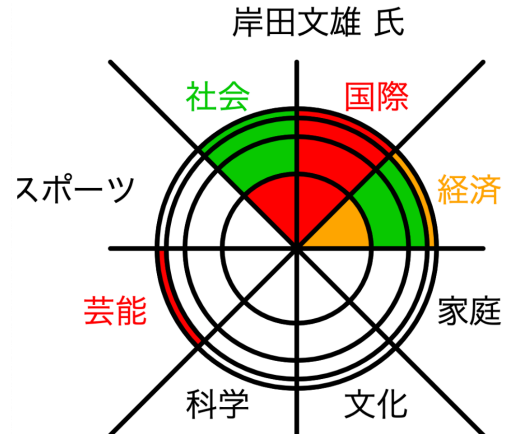 岸田文雄 氏
社会 国際
スポーツ 経済
芸能 家庭
科学 文化